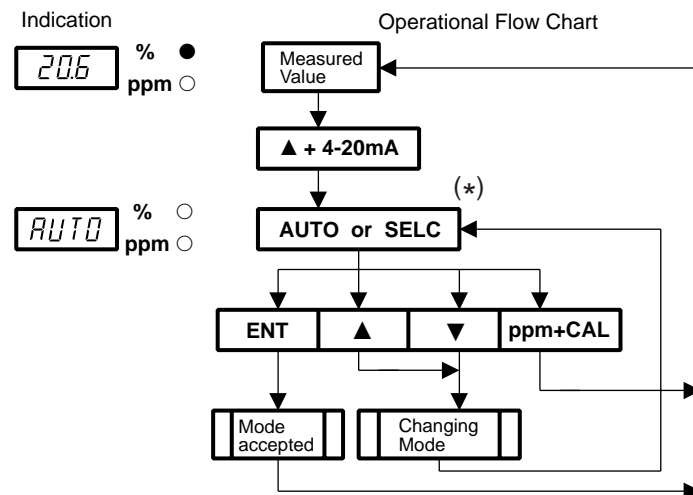 Indication
Operational Flow Chart
20.6
% ●
ppm ○
Measured
Value
▲ + 4-20mA
(*)
AUTO
% ○
ppm ○
AUTO or SELC
ENT
▲
▼
ppm+CAL
Mode
accepted
Changing
Mode